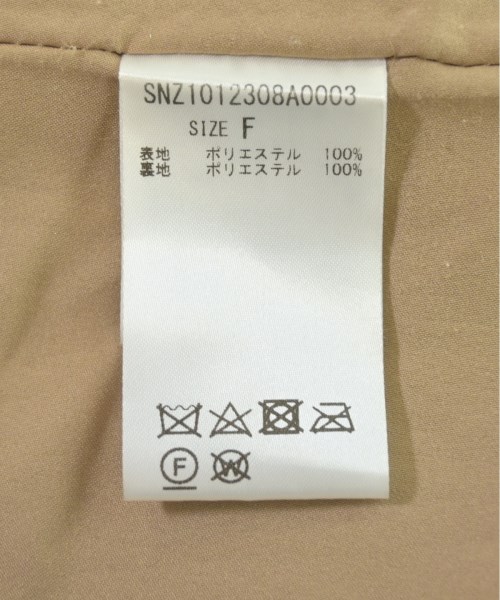 SNZ1012308A0003
SIZE F
表地 ポリエステル 100%
裏地 ポリエステル 100%
F W